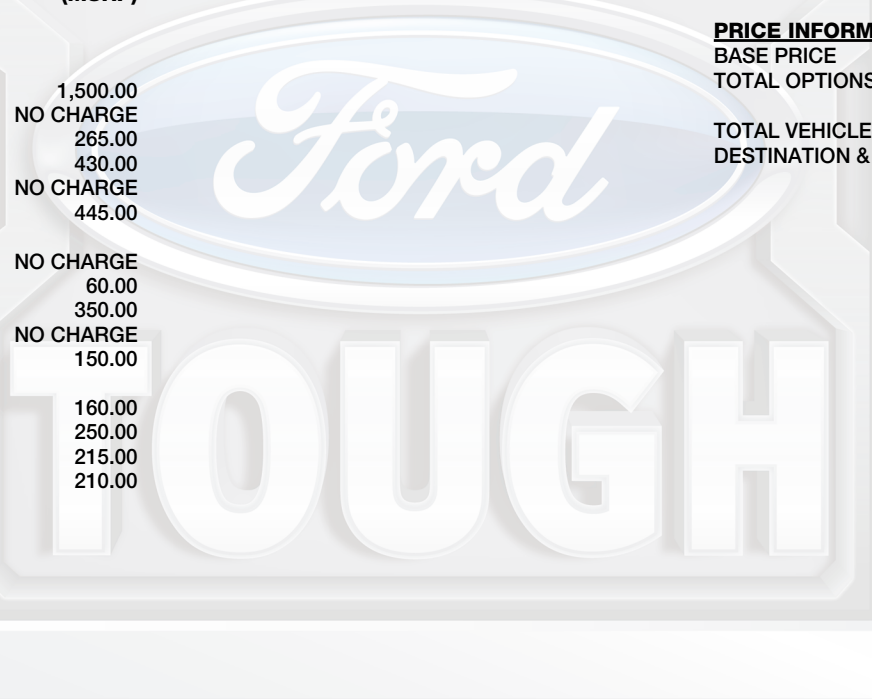 (MSRP)
1,500.00
NO CHARGE
265.00
430.00
NO CHARGE
445.00
NO CHARGE
60.00
350.00
NO CHARGE
150.00
160.00
250.00
215.00
210.00
PRICE INFORM
BASE PRICE
TOTAL OPTIONS
TOTAL VEHICLE
DESTINATION &
Ford
TOUGH